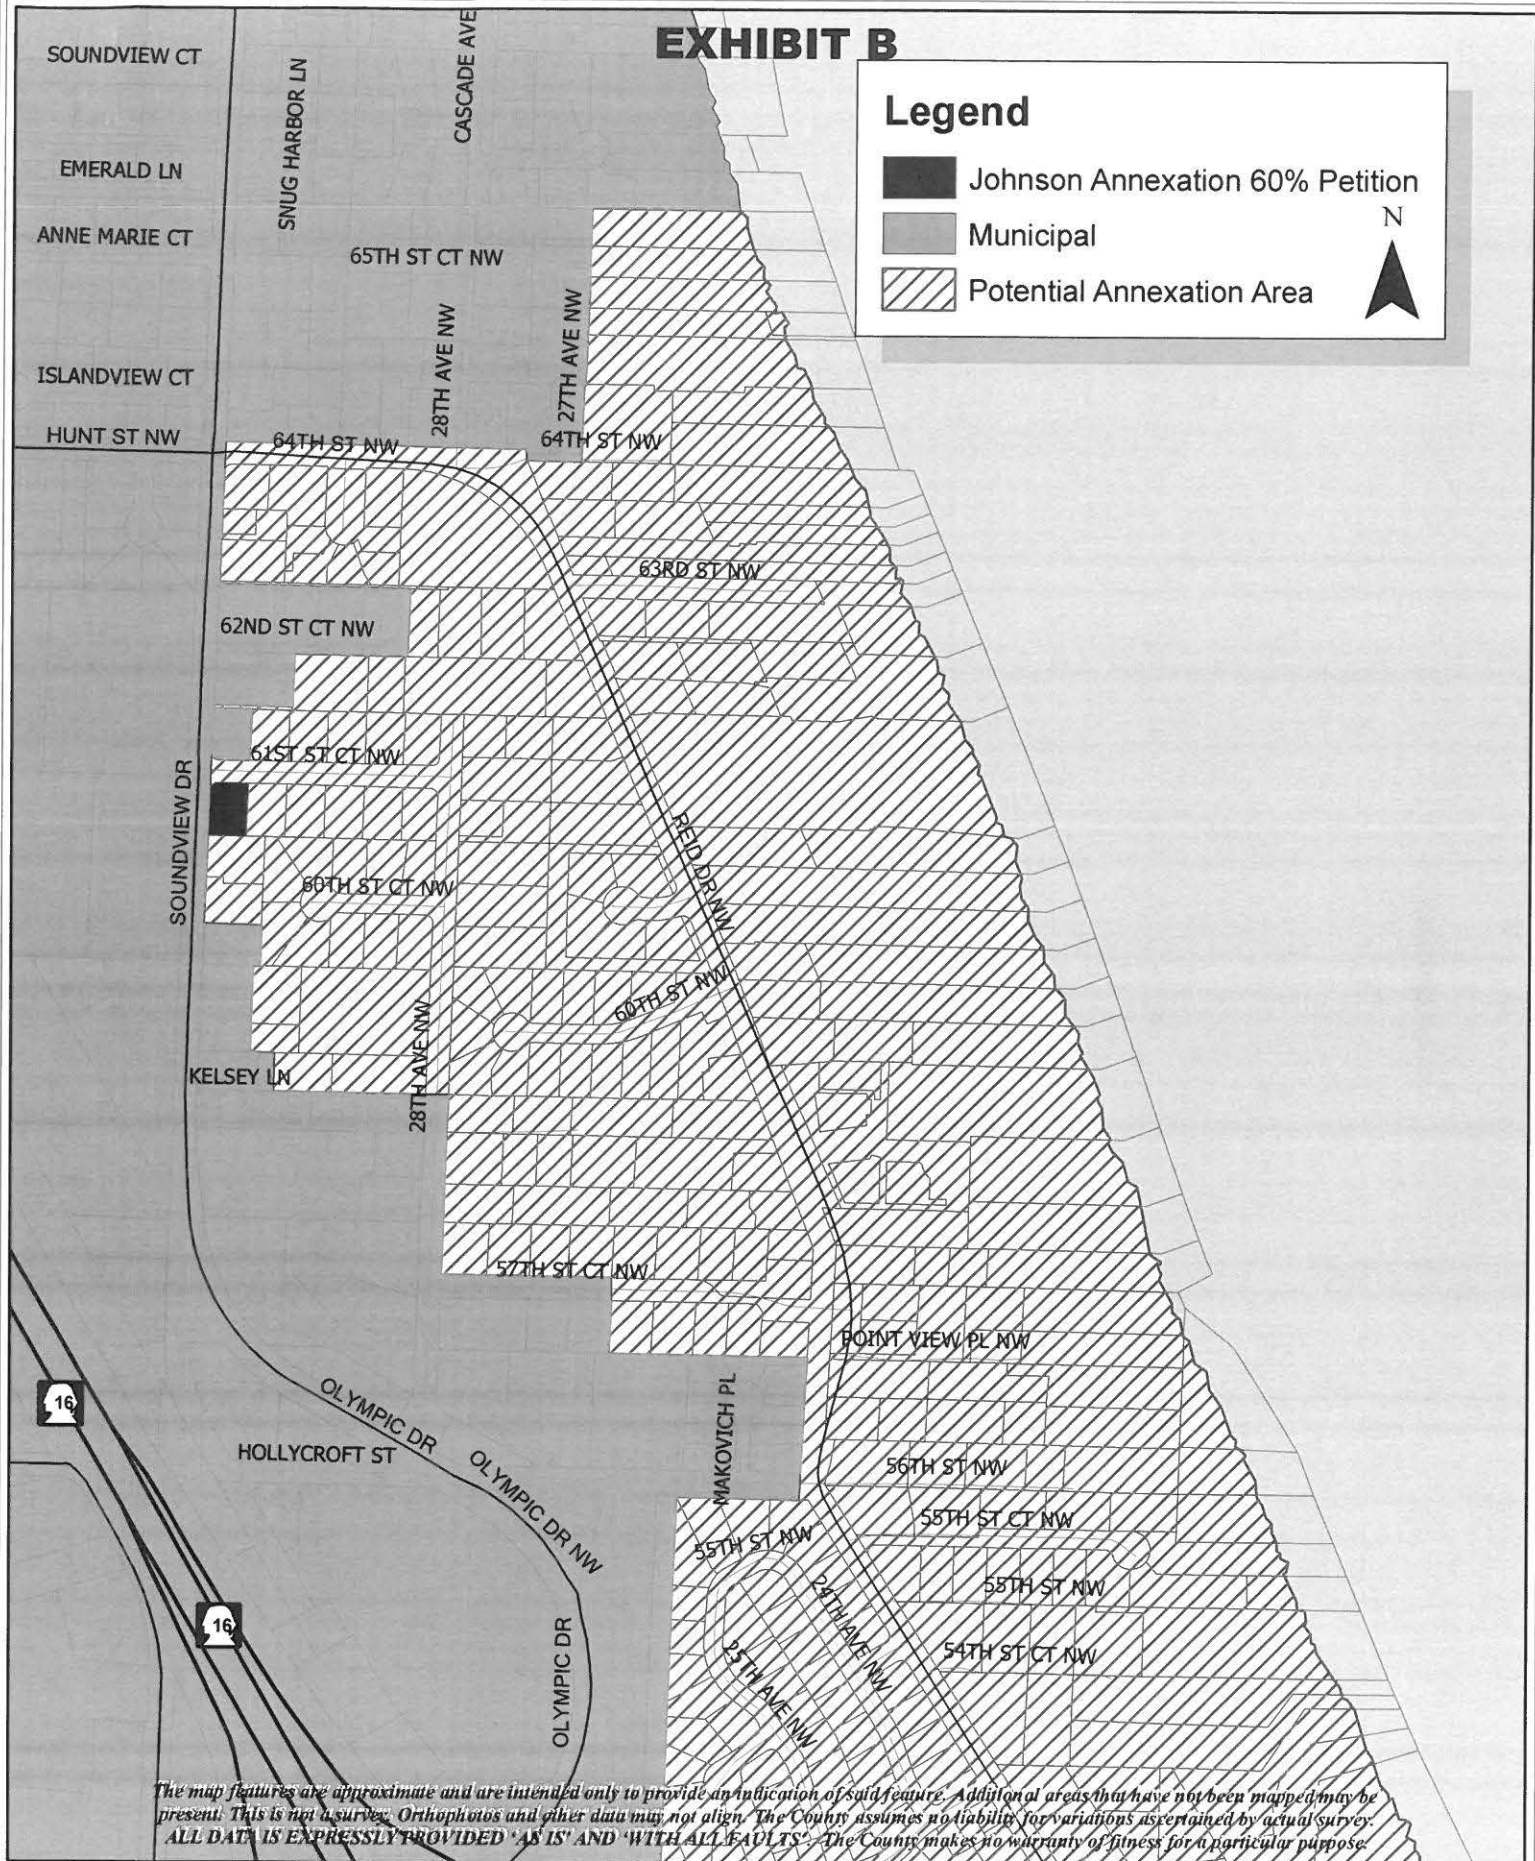 EXHIBIT B
Legend
Johnson Annexation 60% Petition
Municipal
Potential Annexation Area
N
SOUNDVIEW CT
SNUG HARBOR LN
CASCADE AVE
EMERALD LN
ANNE MARIE CT
65TH ST CT NW
28TH AVE NW
27TH AVE NW
ISLANDVIEW CT
HUNT ST NW
64TH ST NW
64TH ST NW
63RD ST NW
62ND ST CT NW
61ST ST CT NW
SOUNDVIEW DR
REID DR NW
60TH ST CT NW
60TH ST NW
28TH AVE NW
KELSEY LN
57TH ST CT NW
POINT VIEW PL NW
16
OLYMPIC DR
MAKOVICH PL
HOLLYCROFT ST
OLYMPIC DR NW
56TH ST NW
55TH ST CT NW
55TH ST NW
55TH ST NW
24TH AVE NW
16
OLYMPIC DR
25TH AVE NW
54TH ST CT NW
The map features are approximate and are intended only to provide an indication of said feature. Additional areas that have not been mapped may be
present. This is not a survey. Orthophotos and other data may not align. The County assumes no liability for variations ascertained by actual survey.
ALL DATA IS EXPRESSLY PROVIDED 'AS IS' AND 'WITH ALL FAULTS'. The County makes no warranty of fitness for a particular purpose.